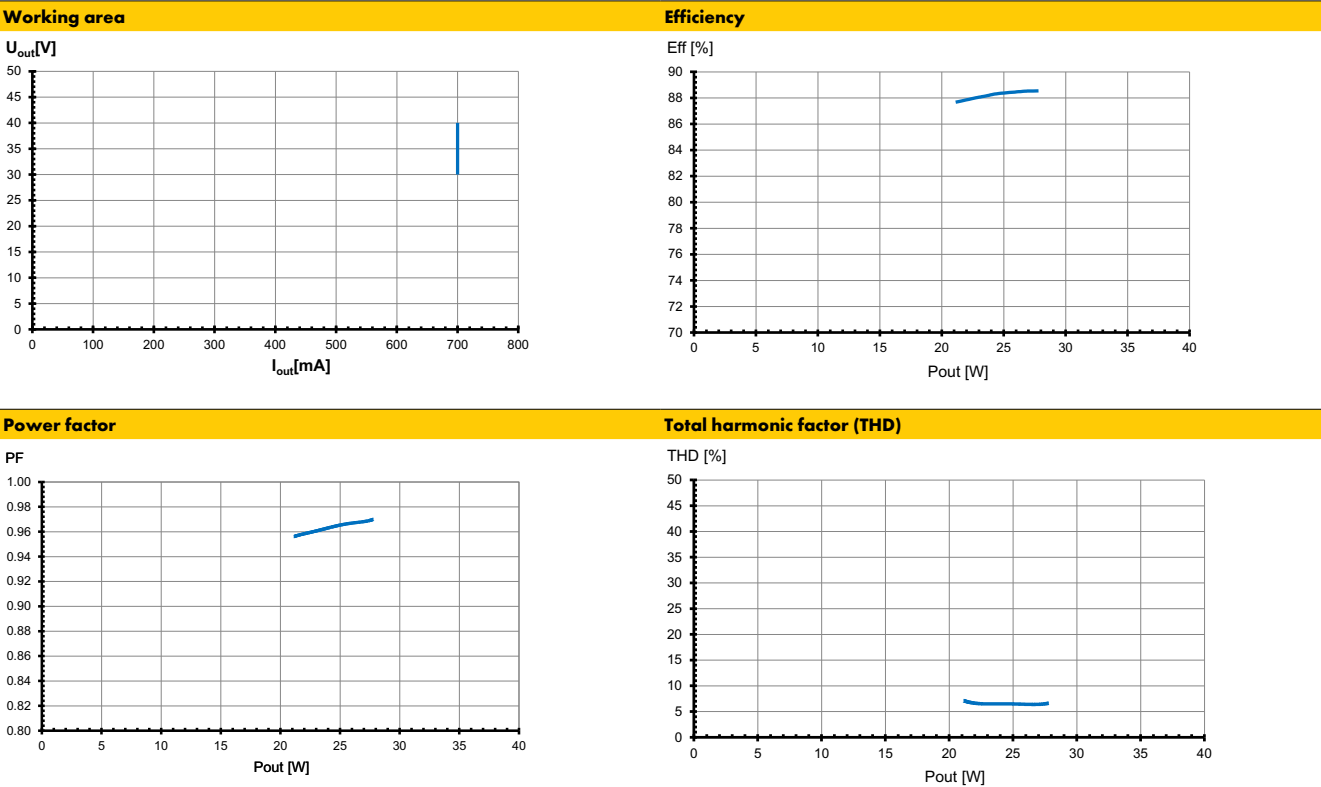 Working area
U_out[V]
50
45
40
35
30
25
20
15
10
5
0
0 100 200 300 400 500 600 700 800
I_out[mA]
Efficiency
Eff [%]
90
88
86
84
82
80
78
76
74
72
70
0 5 10 15 20 25 30 35 40
Pout [W]
Power factor
PF
1.00
0.98
0.96
0.94
0.92
0.90
0.88
0.86
0.84
0.82
0.80
0 5 10 15 20 25 30 35 40
Pout [W]
Total harmonic factor (THD)
THD [%]
50
45
40
35
30
25
20
15
10
5
0
0 5 10 15 20 25 30 35 40
Pout [W]